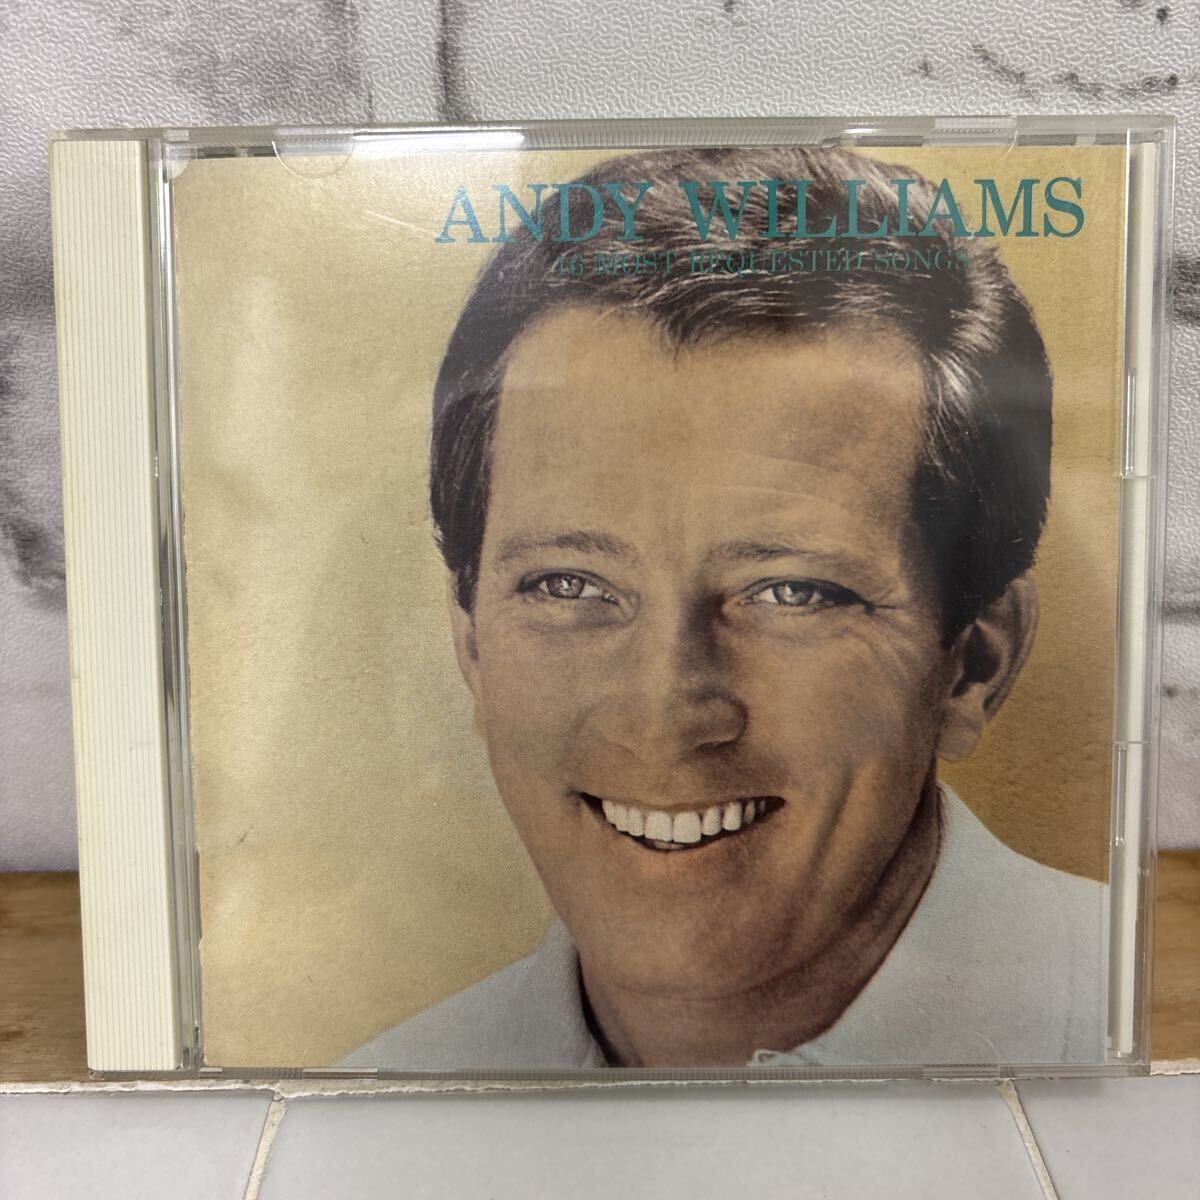 ANDY WILLIAMS
16 MOST REQUESTED SONGS